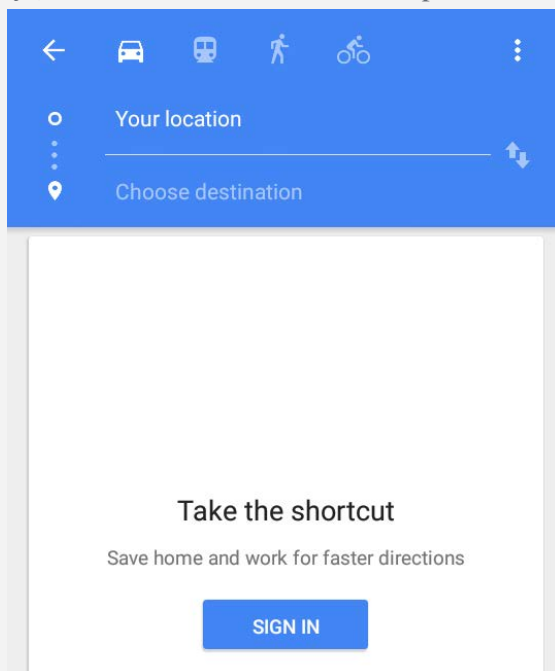 Your location
Choose destination
Take the shortcut
Save home and work for faster directions
SIGN IN